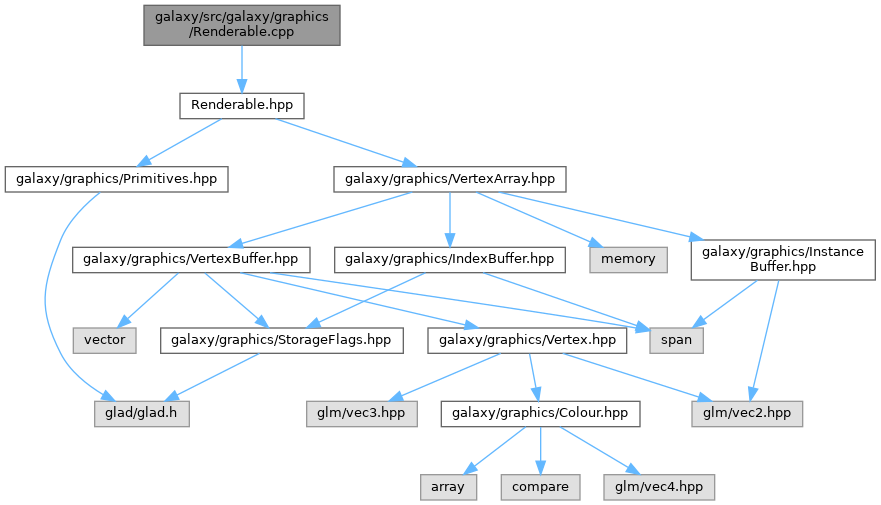 galaxy/src/galaxy/graphics
/Renderable.cpp
Renderable.hpp
galaxy/graphics/Primitives.hpp
galaxy/graphics/VertexArray.hpp
galaxy/graphics/VertexBuffer.hpp
galaxy/graphics/IndexBuffer.hpp
memory
galaxy/graphics/Instance
Buffer.hpp
vector
galaxy/graphics/StorageFlags.hpp
galaxy/graphics/Vertex.hpp
span
glad/glad.h
glm/vec3.hpp
galaxy/graphics/Colour.hpp
glm/vec2.hpp
array
compare
glm/vec4.hpp